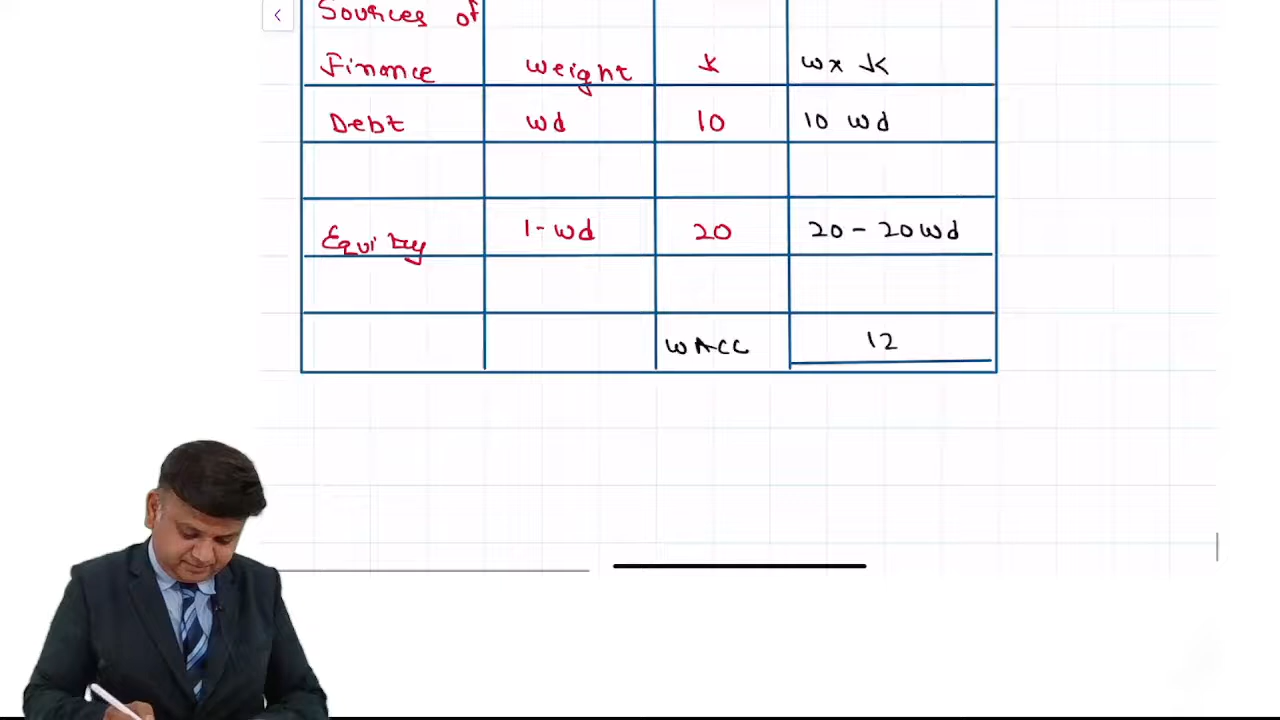 Sources of
Finance weight K w x K
Debt wd 10 10 wd
Equity 1-wd 20 20 - 20wd
WACC 12